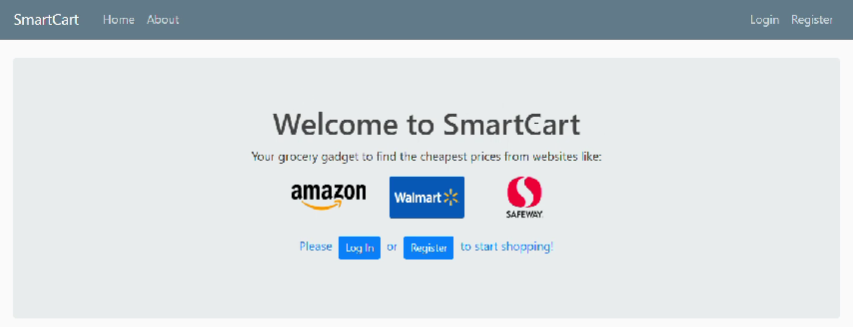 SmartCart Home About Login Register
Welcome to SmartCart
Your grocery gadget to find the cheapest prices from websites like:
amazon Walmart SAFEWAY
Please Log In or Register to start shopping!